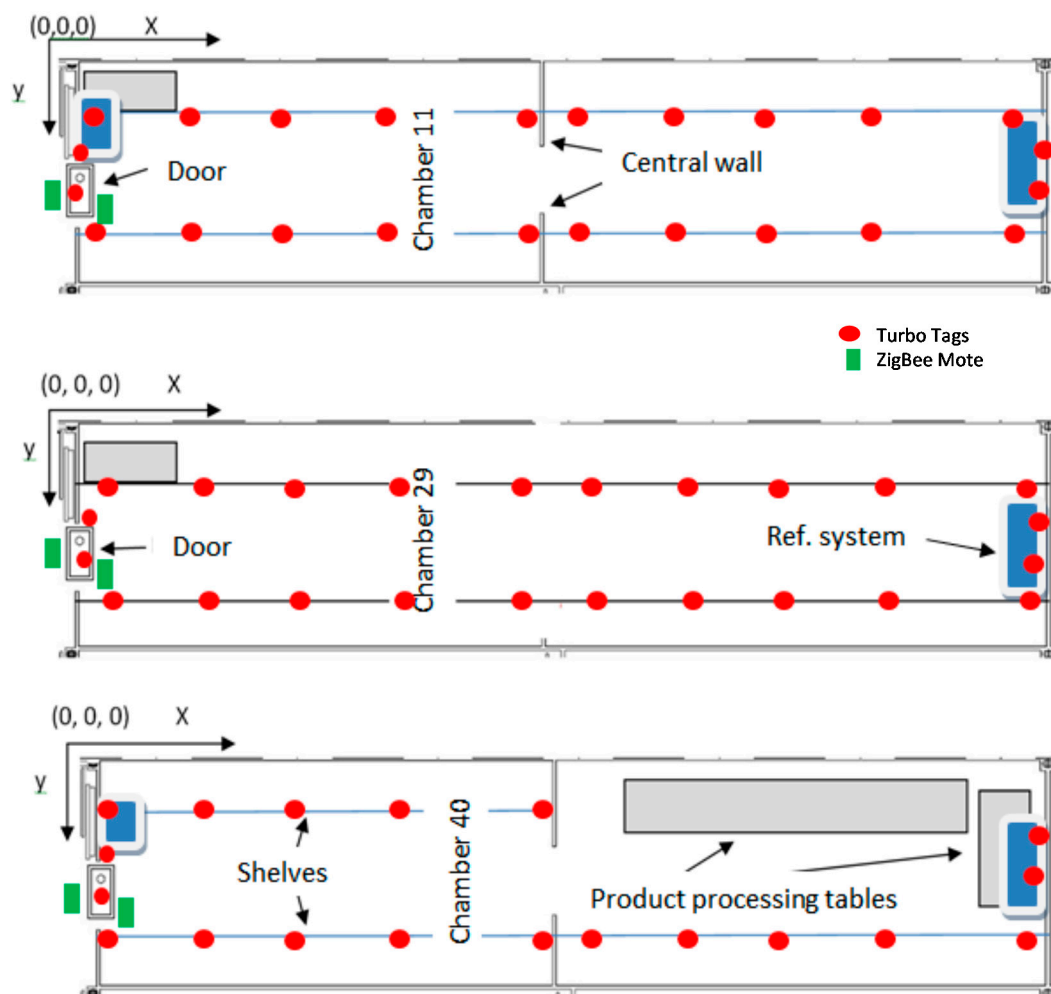 (0,0,0) X
y
Chamber 11
Door
Central wall
Turbo Tags
ZigBee Mote
(0, 0, 0) X
y
Chamber 29
Door
Ref. system
(0, 0, 0) X
y
Chamber 40
Shelves
Product processing tables